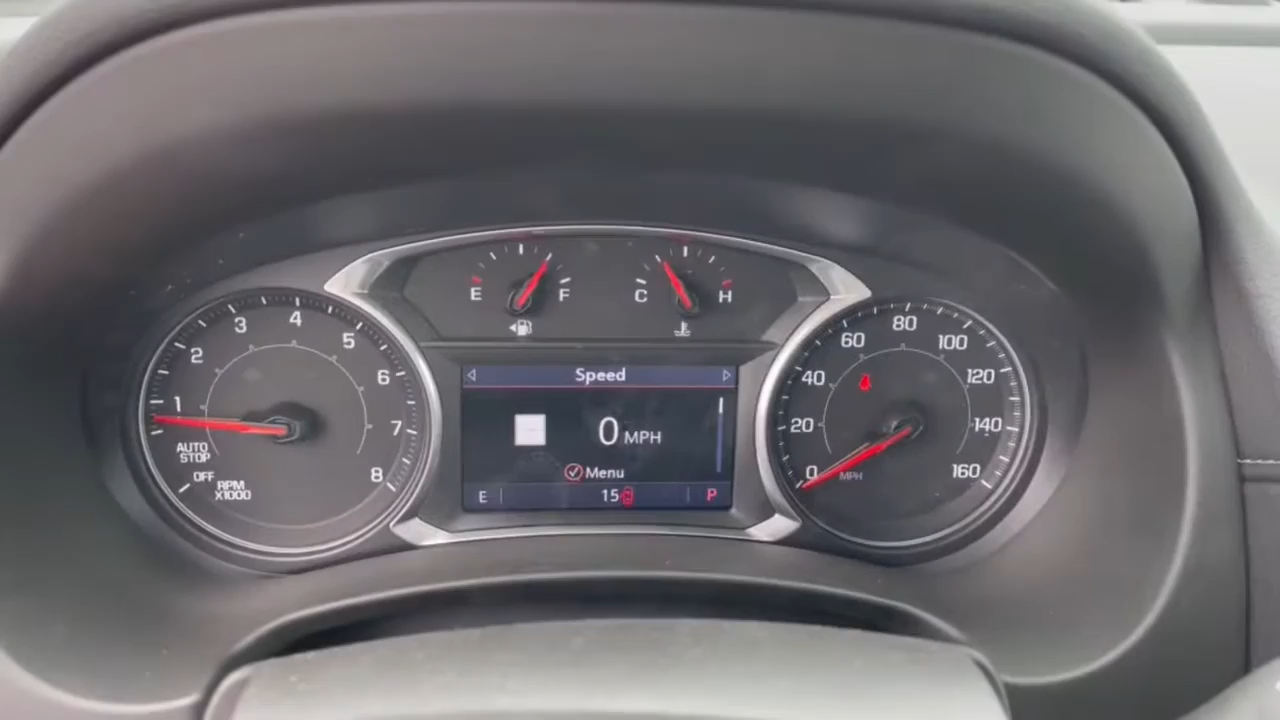 E F
C H
1 2 3 4 5 6 7 8
AUTO
STOP
OFF
RPM
X1000
Speed
0 MPH
Menu
E 15 P
0 20 40 60 80 100 120 140 160
MPH